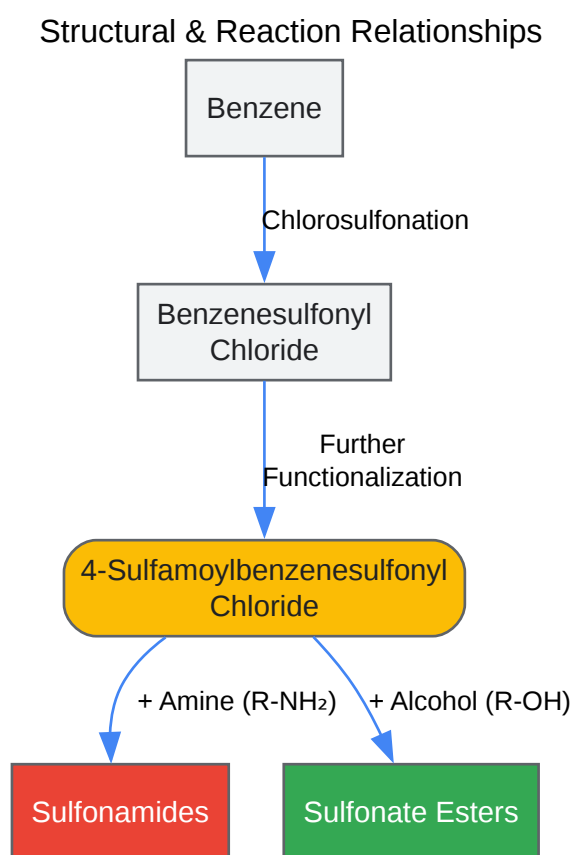 Structural & Reaction Relationships
Benzene
Chlorosulfonation
Benzenesulfonyl
Chloride
Further
Functionalization
4-Sulfamoylbenzenesulfonyl
Chloride
+ Amine (R-NH₂)
+ Alcohol (R-OH)
Sulfonamides
Sulfonate Esters